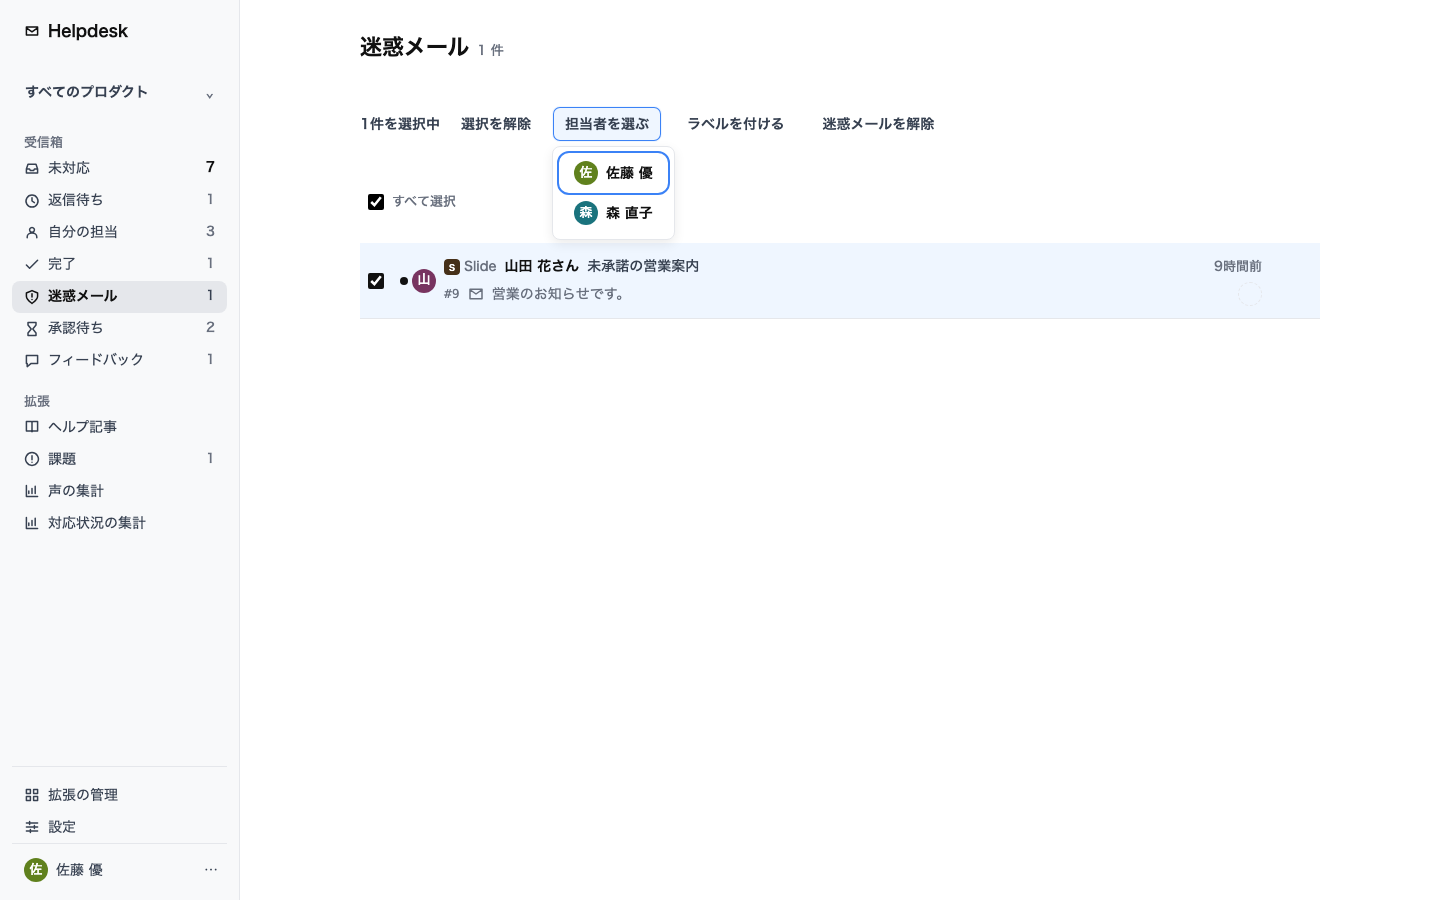 Helpdesk
すべてのプロダクト
受信箱
未対応 7
返信待ち 1
自分の担当 3
完了 1
迷惑メール 1
承認待ち 2
フィードバック 1
拡張
ヘルプ記事
課題 1
声の集計
対応状況の集計
拡張の管理
設定
佐 佐藤 優 …
迷惑メール 1 件
1件を選択中 選択を解除 担当者を選ぶ ラベルを付ける 迷惑メールを解除
佐 佐藤 優
森 森 直子
すべて選択
山 S Slide 山田 花さん 未承諾の営業案内 9時間前
#9 営業のお知らせです。